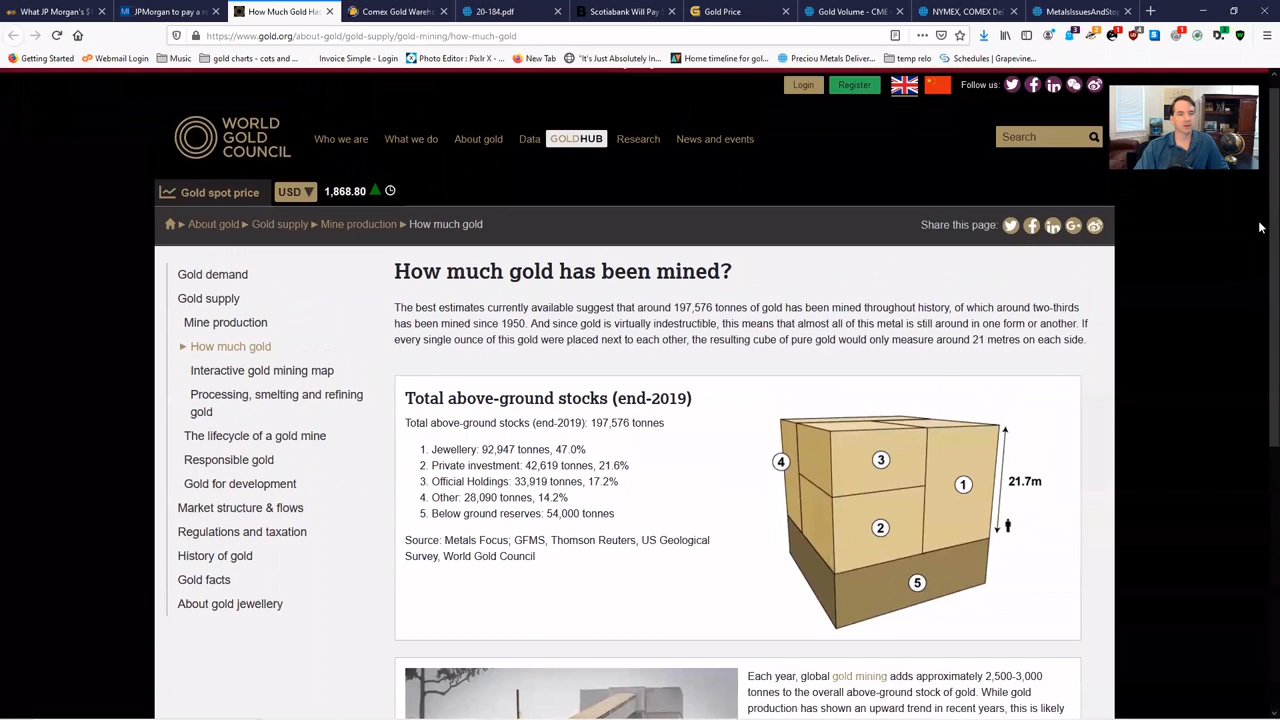 What JP Morgan's $1
JPMorgan to pay a re
How Much Gold Ha
Comex Gold Wareho
20-184.pdf
Scotiabank Will Pay
Gold Price
Gold Volume - CME
NYMEX, COMEX Del
MetalsIssuesAndStop
https://www.gold.org/about-gold/gold-supply/gold-mining/how-much-gold
Getting Started
Webmail Login
Music
gold charts - cots and ...
Invoice Simple - Login
Photo Editor : Pixlr X - ...
New Tab
"It's Just Absolutely In...
Home timeline for gol...
Preciou Metals Deliver...
temp relo
Schedules | Grapevine...
Login
Register
Follow us:
WORLD
GOLD
COUNCIL
Who we are
What we do
About gold
Data
GOLDHUB
Research
News and events
Search
Gold spot price
USD
1,868.80
About gold
Gold supply
Mine production
How much gold
Share this page:
Gold demand
Gold supply
Mine production
How much gold
Interactive gold mining map
Processing, smelting and refining
gold
The lifecycle of a gold mine
Responsible gold
Gold for development
Market structure & flows
Regulations and taxation
History of gold
Gold facts
About gold jewellery
How much gold has been mined?
The best estimates currently available suggest that around 197,576 tonnes of gold has been mined throughout history, of which around two-thirds
has been mined since 1950. And since gold is virtually indestructible, this means that almost all of this metal is still around in one form or another. If
every single ounce of this gold were placed next to each other, the resulting cube of pure gold would only measure around 21 metres on each side.
Total above-ground stocks (end-2019)
Total above-ground stocks (end-2019): 197,576 tonnes
1. Jewellery: 92,947 tonnes, 47.0%
2. Private investment: 42,619 tonnes, 21.6%
3. Official Holdings: 33,919 tonnes, 17.2%
4. Other: 28,090 tonnes, 14.2%
5. Below ground reserves: 54,000 tonnes
Source: Metals Focus; GFMS, Thomson Reuters, US Geological
Survey, World Gold Council
4
3
1
2
5
21.7m
Each year, global gold mining adds approximately 2,500-3,000
tonnes to the overall above-ground stock of gold. While gold
production has shown an upward trend in recent years, this is likely